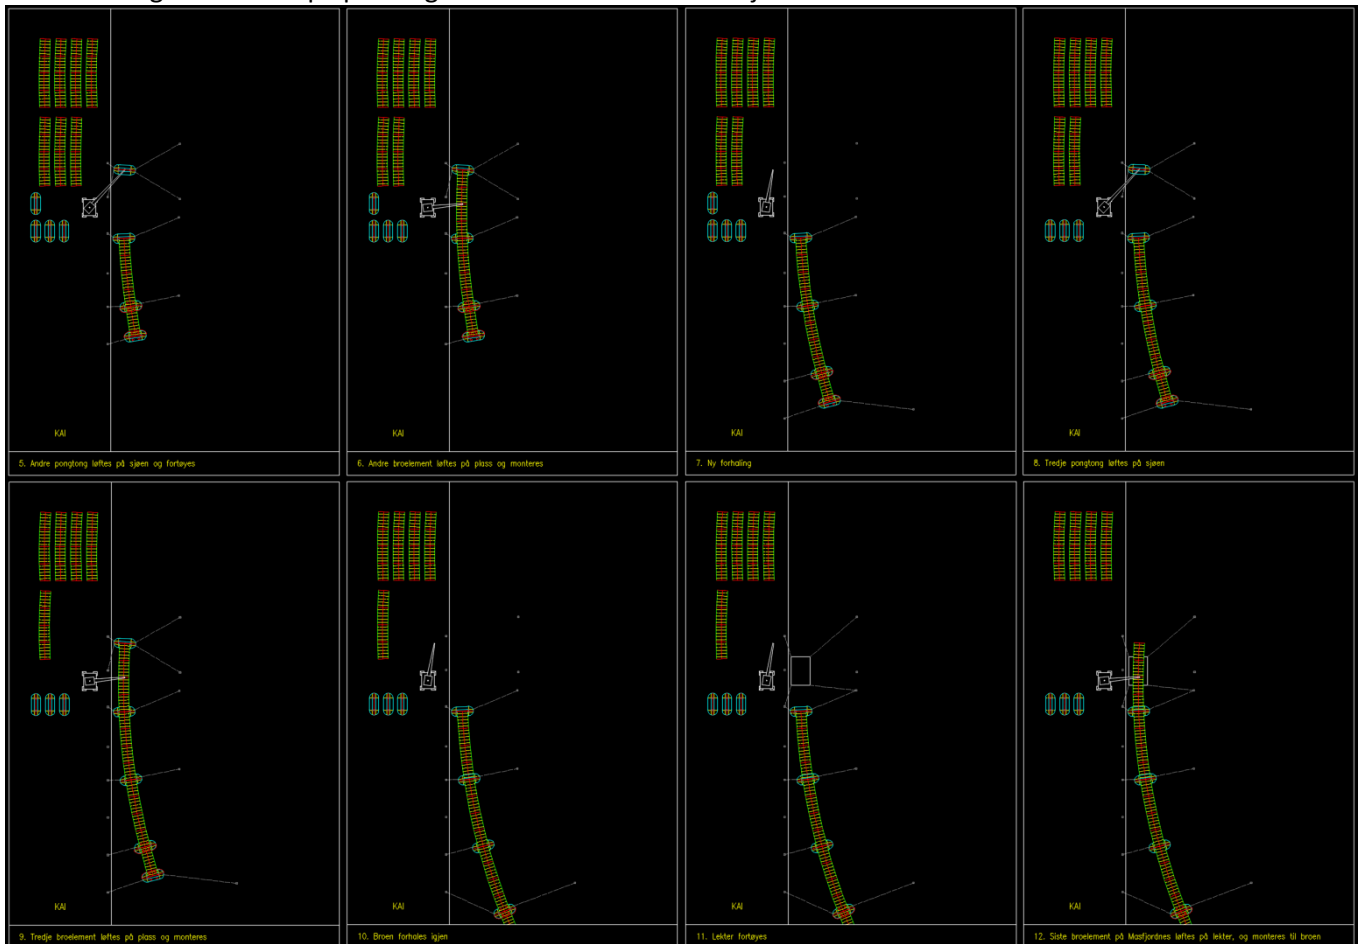 KAI
KAI
KAI
KAI
5. Andre pongtong løftes på sjøen og fortøyes
6. Andre broelement løftes på plass og monteres
7. Ny forhaling
8. Tredje pongtong løftes på sjøen
KAI
KAI
KAI
KAI
9. Tredje broelement løftes på plass og monteres
10. Broen forhales igjen
11. Lekter fortøyes
12. Siste broelement på Masfjordnes løftes på lekter, og monteres til broen